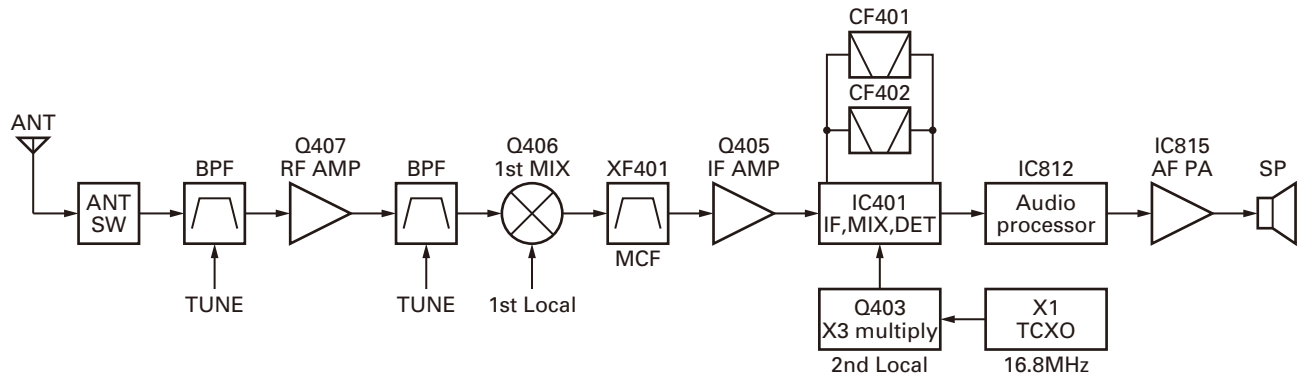 CF401
CF402
ANT
ANT
SW
BPF
TUNE
Q407
RF AMP
BPF
TUNE
Q406
1st MIX
1st Local
XF401
MCF
Q405
IF AMP
IC401
IF,MIX,DET
Q403
X3 multiply
2nd Local
X1
TCXO
16.8MHz
IC812
Audio
processor
IC815
AF PA
SP